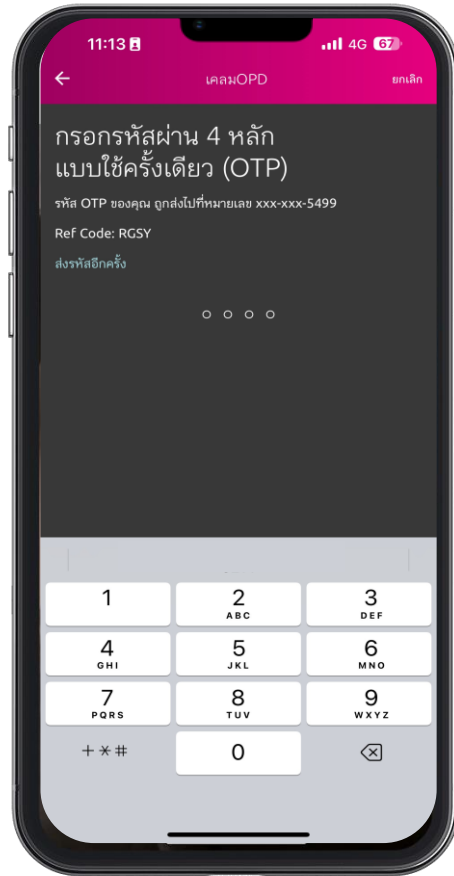 11:13 4G 67
เคลมOPD ยกเลิก
กรอกรหัสผ่าน 4 หลัก
แบบใช้ครั้งเดียว (OTP)
รหัส OTP ของคุณ ถูกส่งไปที่หมายเลข xxx-xxx-5499
Ref Code: RGSY
ส่งรหัสอีกครั้ง
1 2 3
ABC DEF
4 5 6
GHI JKL MNO
7 8 9
PQRS TUV WXYZ
+*# 0